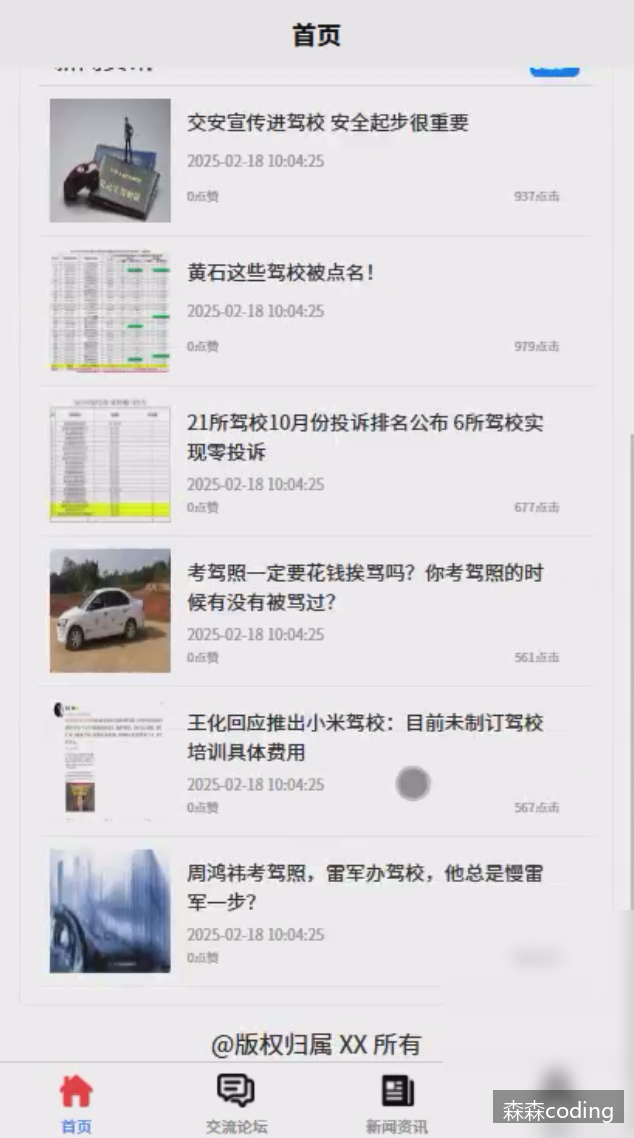 首页
交安宣传进驾校 安全起步很重要
2025-02-18 10:04:25
0点赞
937点击
黄石这些驾校被点名！
2025-02-18 10:04:25
0点赞
979点击
21所驾校10月份投诉排名公布 6所驾校实
现零投诉
2025-02-18 10:04:25
0点赞
677点击
考驾照一定要花钱挨骂吗？你考驾照的时
候有没有被骂过？
2025-02-18 10:04:25
0点赞
561点击
王化回应推出小米驾校：目前未制订驾校
培训具体费用
2025-02-18 10:04:25
0点赞
567点击
周鸿祎考驾照，雷军办驾校，他总是慢雷
军一步？
2025-02-18 10:04:25
0点赞
@版权归属 XX 所有
首页
交流论坛
新闻资讯
森森coding